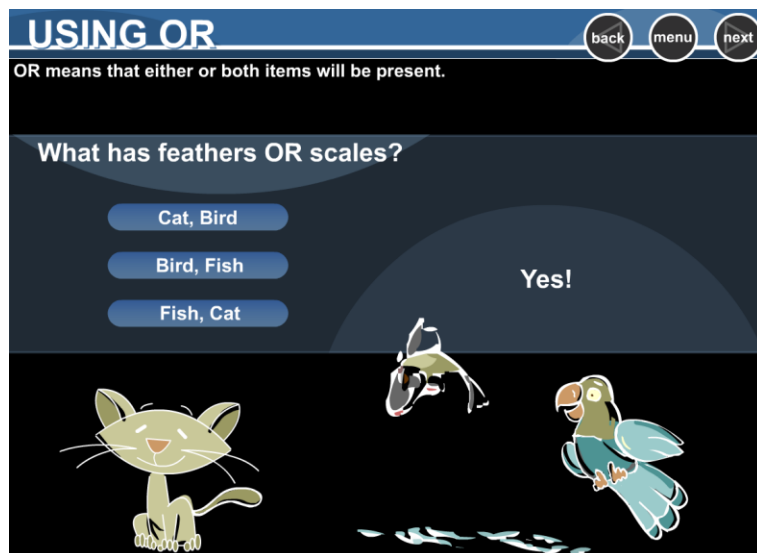 USING OR
back
menu
next
OR means that either or both items will be present.
What has feathers OR scales?
Cat, Bird
Bird, Fish
Fish, Cat
Yes!